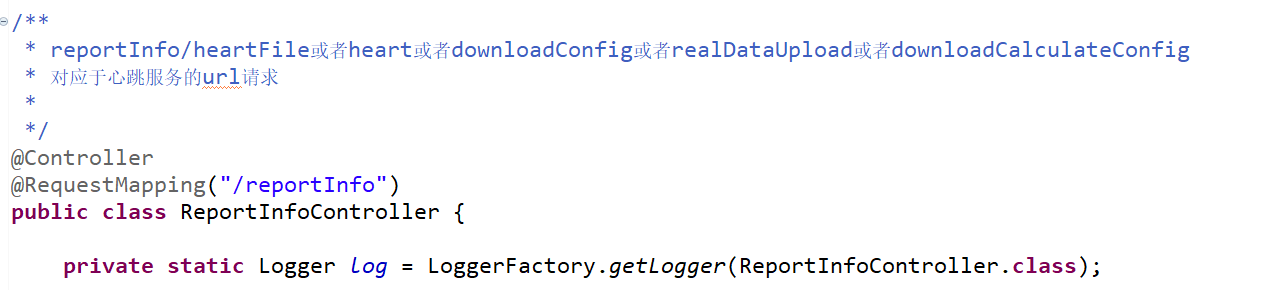 /**
 * reportInfo/heartFile或者heart或者downloadConfig或者realDataUpload或者downloadCalculateConfig
 * 对应于心跳服务的url请求
 *
 */
@Controller
@RequestMapping("/reportInfo")
public class ReportInfoController {
    private static Logger log = LoggerFactory.getLogger(ReportInfoController.class);